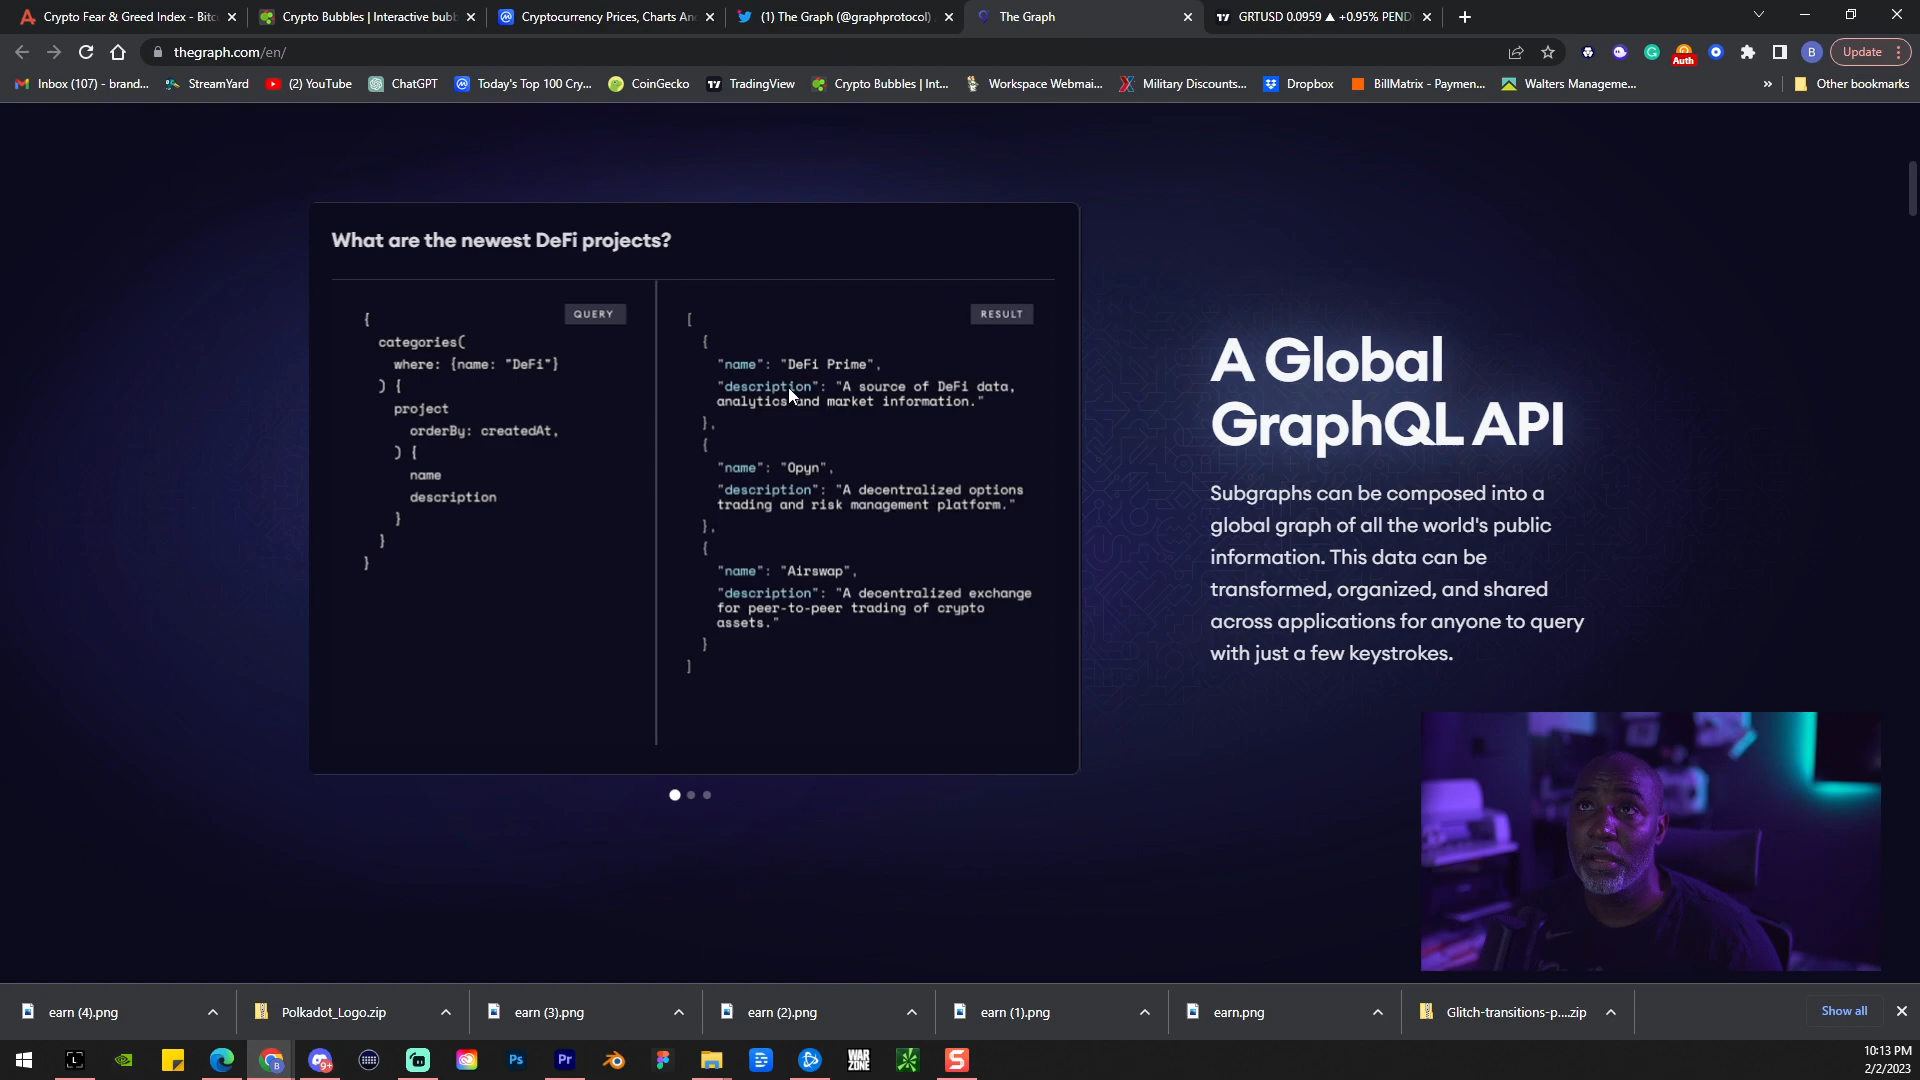 Crypto Fear & Greed Index - Bitc
Crypto Bubbles | Interactive bubb
Cryptocurrency Prices, Charts An
(1) The Graph (@graphprotocol)
The Graph
GRTUSD 0.0959 ▲ +0.95% PEND
thegraph.com/en/
Auth
B
Update
Inbox (107) - brand...
StreamYard
(2) YouTube
ChatGPT
Today's Top 100 Cry...
CoinGecko
TradingView
Crypto Bubbles | Int...
Workspace Webmai...
Military Discounts...
Dropbox
BillMatrix - Paymen...
Walters Manageme...
»
Other bookmarks
What are the newest DeFi projects?
QUERY
{
categories(
where: {name: "DeFi"}
) {
project
orderBy: createdAt,
) {
name
description
}
}
}
RESULT
[
{
"name": "DeFi Prime",
"description": "A source of DeFi data,
analytics and market information."
},
{
"name": "Opyn",
"description": "A decentralized options
trading and risk management platform."
},
{
"name": "Airswap",
"description": "A decentralized exchange
for peer-to-peer trading of crypto
assets."
}
]
A Global
GraphQL API
Subgraphs can be composed into a
global graph of all the world's public
information. This data can be
transformed, organized, and shared
across applications for anyone to query
with just a few keystrokes.
earn (4).png
Polkadot_Logo.zip
earn (3).png
earn (2).png
earn (1).png
earn.png
Glitch-transitions-p....zip
Show all
L
B
9+
Ps
Pr
WAR
ZONE
S
10:13 PM
2/2/2023